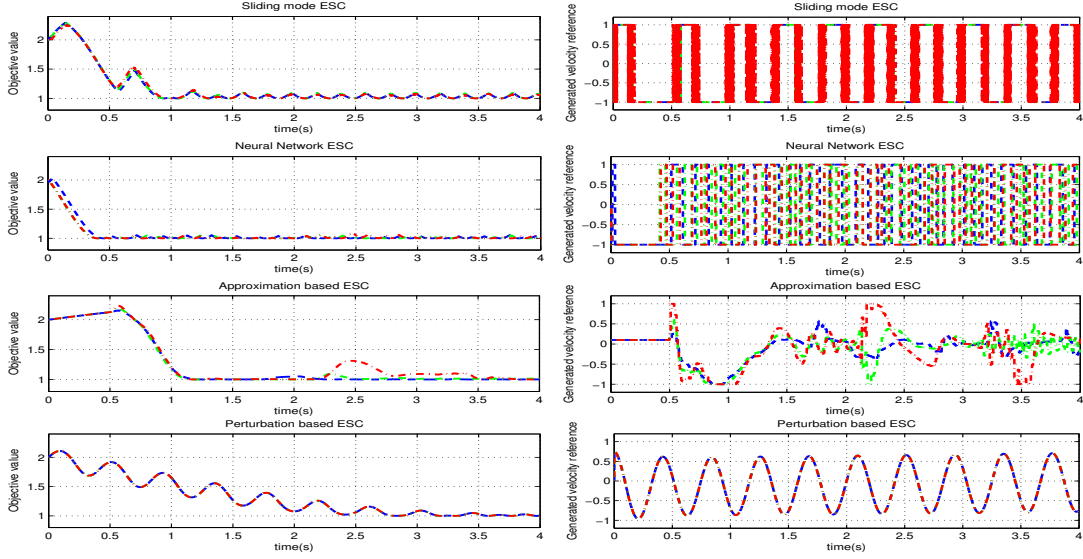 Sliding mode ESC
Objective value
2
1.5
1
0 0.5 1 1.5 2 2.5 3 3.5 4
time(s)
Sliding mode ESC
Generated velocity reference
1
0.5
0
−0.5
−1
0 0.5 1 1.5 2 2.5 3 3.5 4
time(s)
Neural Network ESC
Objective value
2
1.5
1
0 0.5 1 1.5 2 2.5 3 3.5 4
time(s)
Neural Network ESC
Generated velocity reference
1
0.5
0
−0.5
−1
0 0.5 1 1.5 2 2.5 3 3.5 4
time(s)
Approximation based ESC
Objective value
2
1.5
1
0 0.5 1 1.5 2 2.5 3 3.5 4
time(s)
Approximation based ESC
Generated velocity reference
1
0.5
0
−0.5
−1
0 0.5 1 1.5 2 2.5 3 3.5 4
time(s)
Perturbation based ESC
Objective value
2
1.5
1
0 0.5 1 1.5 2 2.5 3 3.5 4
time(s)
Perturbation based ESC
Generated velocity reference
1
0.5
0
−0.5
−1
0 0.5 1 1.5 2 2.5 3 3.5 4
time(s)